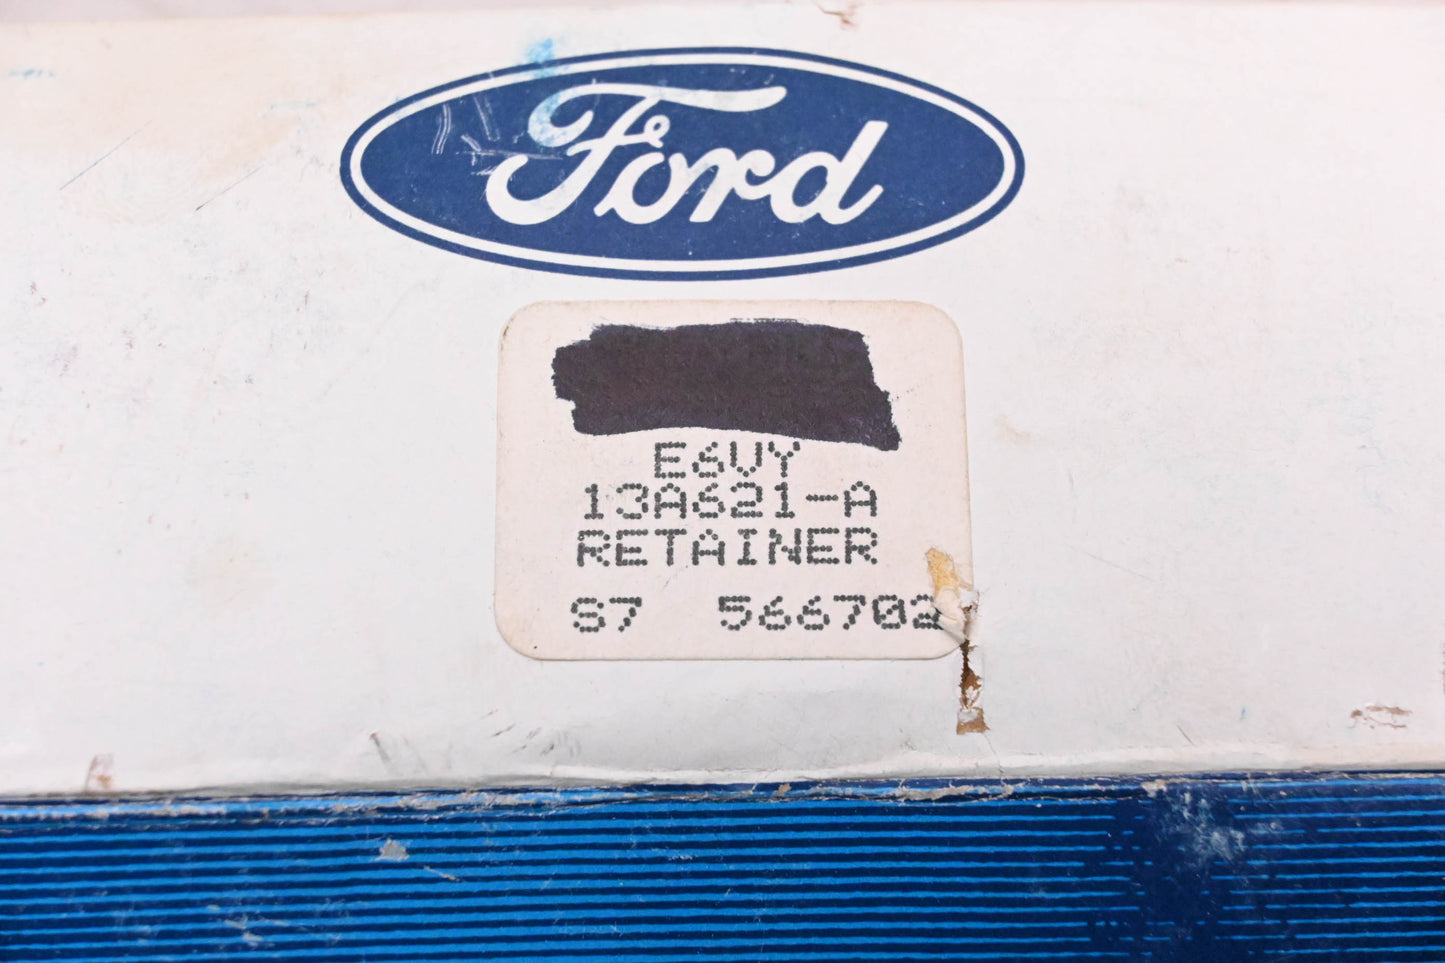 Ford
E6VY
13A621-A
RETAINER
S7 566702